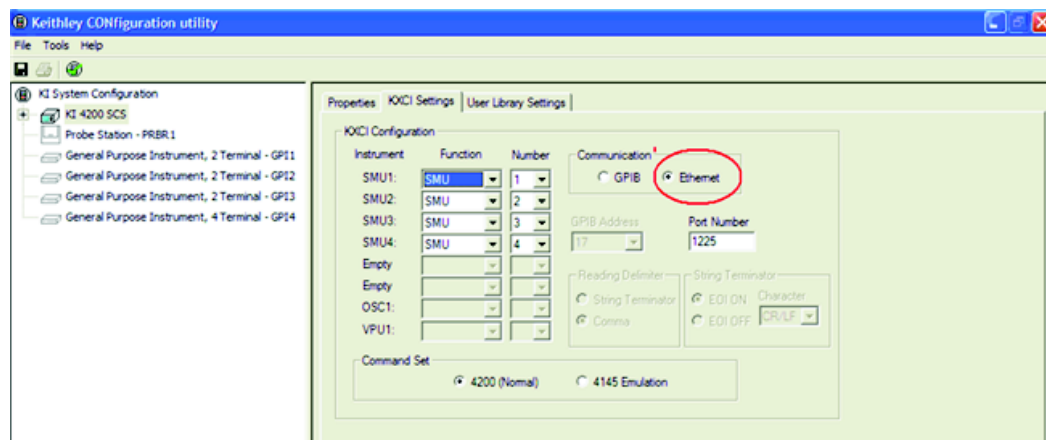 Keithley CONfiguration utility
File Tools Help
KI System Configuration
KI 4200 SCS
Probe Station - PRBR1
General Purpose Instrument, 2 Terminal - GPI1
General Purpose Instrument, 2 Terminal - GPI2
General Purpose Instrument, 2 Terminal - GPI3
General Purpose Instrument, 4 Terminal - GPI4
Properties KXCI Settings User Library Settings
KXCI Configuration
Instrument Function Number
SMU1: SMU 1
SMU2: SMU 2
SMU3: SMU 3
SMU4: SMU 4
Empty
Empty
OSC1:
VPU1:
Communication
GPIB Ethernet
GPIB Address Port Number
17 1225
Reading Delimiter
String Terminator
Comma
String Terminator
EOI ON Character
EOI OFF CR/LF
Command Set
4200 (Normal) 4145 Emulation